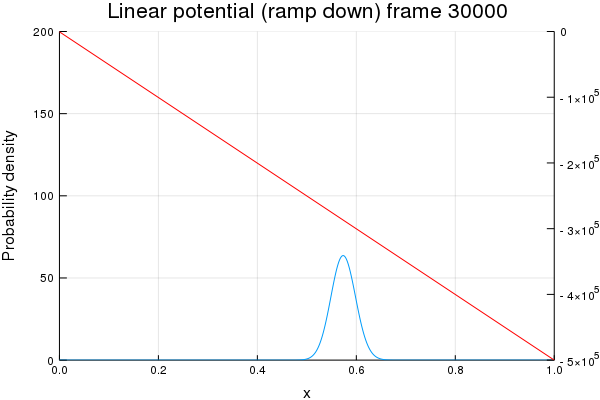 Linear potential (ramp down) frame 30000
200
150
100
50
0
Probability density
0
- 1×10⁵
- 2×10⁵
- 3×10⁵
- 4×10⁵
- 5×10⁵
0.0 0.2 0.4 0.6 0.8 1.0
x